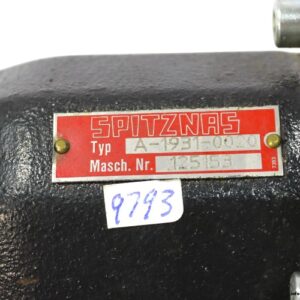 SPITZNAS
Typ A-1931-0020
Masch. Nr. 125153
9793